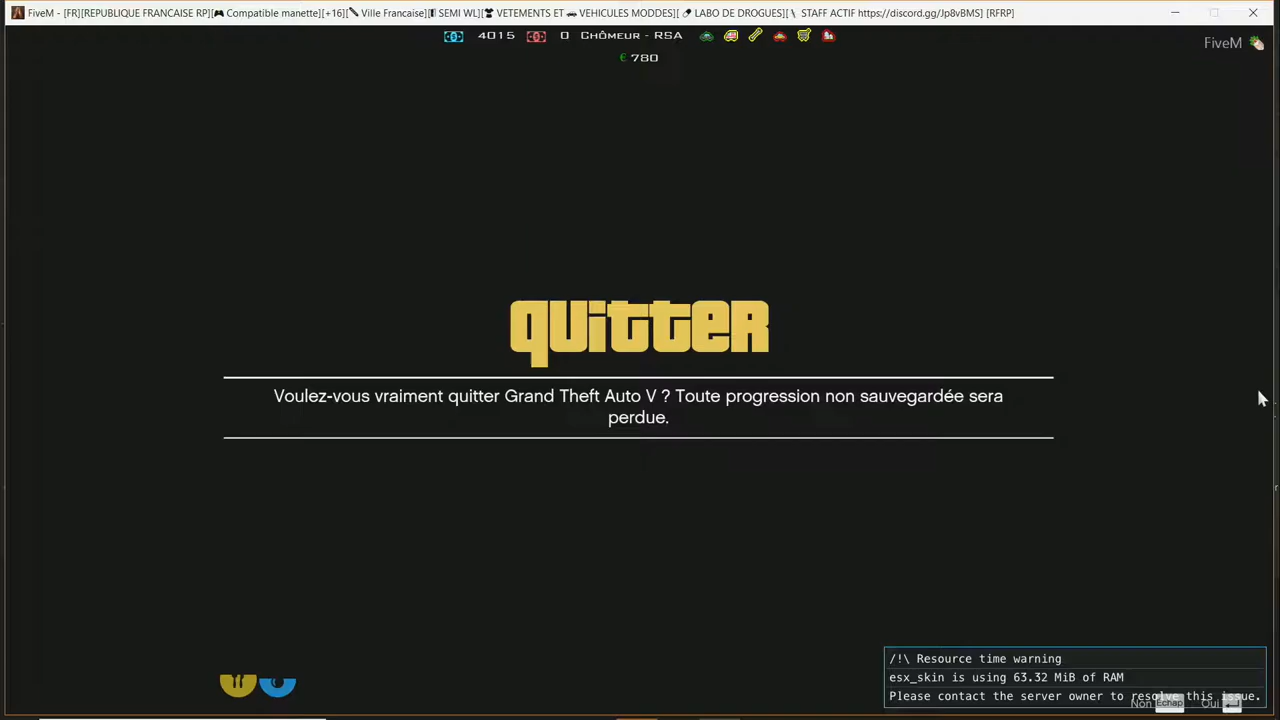 FiveM - [FR][REPUBLIQUE FRANCAISE RP][🎮 Compatible manette][+16][ Ville Francaise][ SEMI WL][ VETEMENTS ET 🚗 VEHICULES MODDES][ LABO DE DROGUES][\ STAFF ACTIF https://discord.gg/Jp8vBMS] [RFRP]
4015 0 Chômeur - RSA
€ 780
FiveM
quitter
Voulez-vous vraiment quitter Grand Theft Auto V ? Toute progression non sauvegardée sera
perdue.
/!\ Resource time warning
esx_skin is using 63.32 MiB of RAM
Please contact the server owner to resolve this issue.
Non Echap Oui